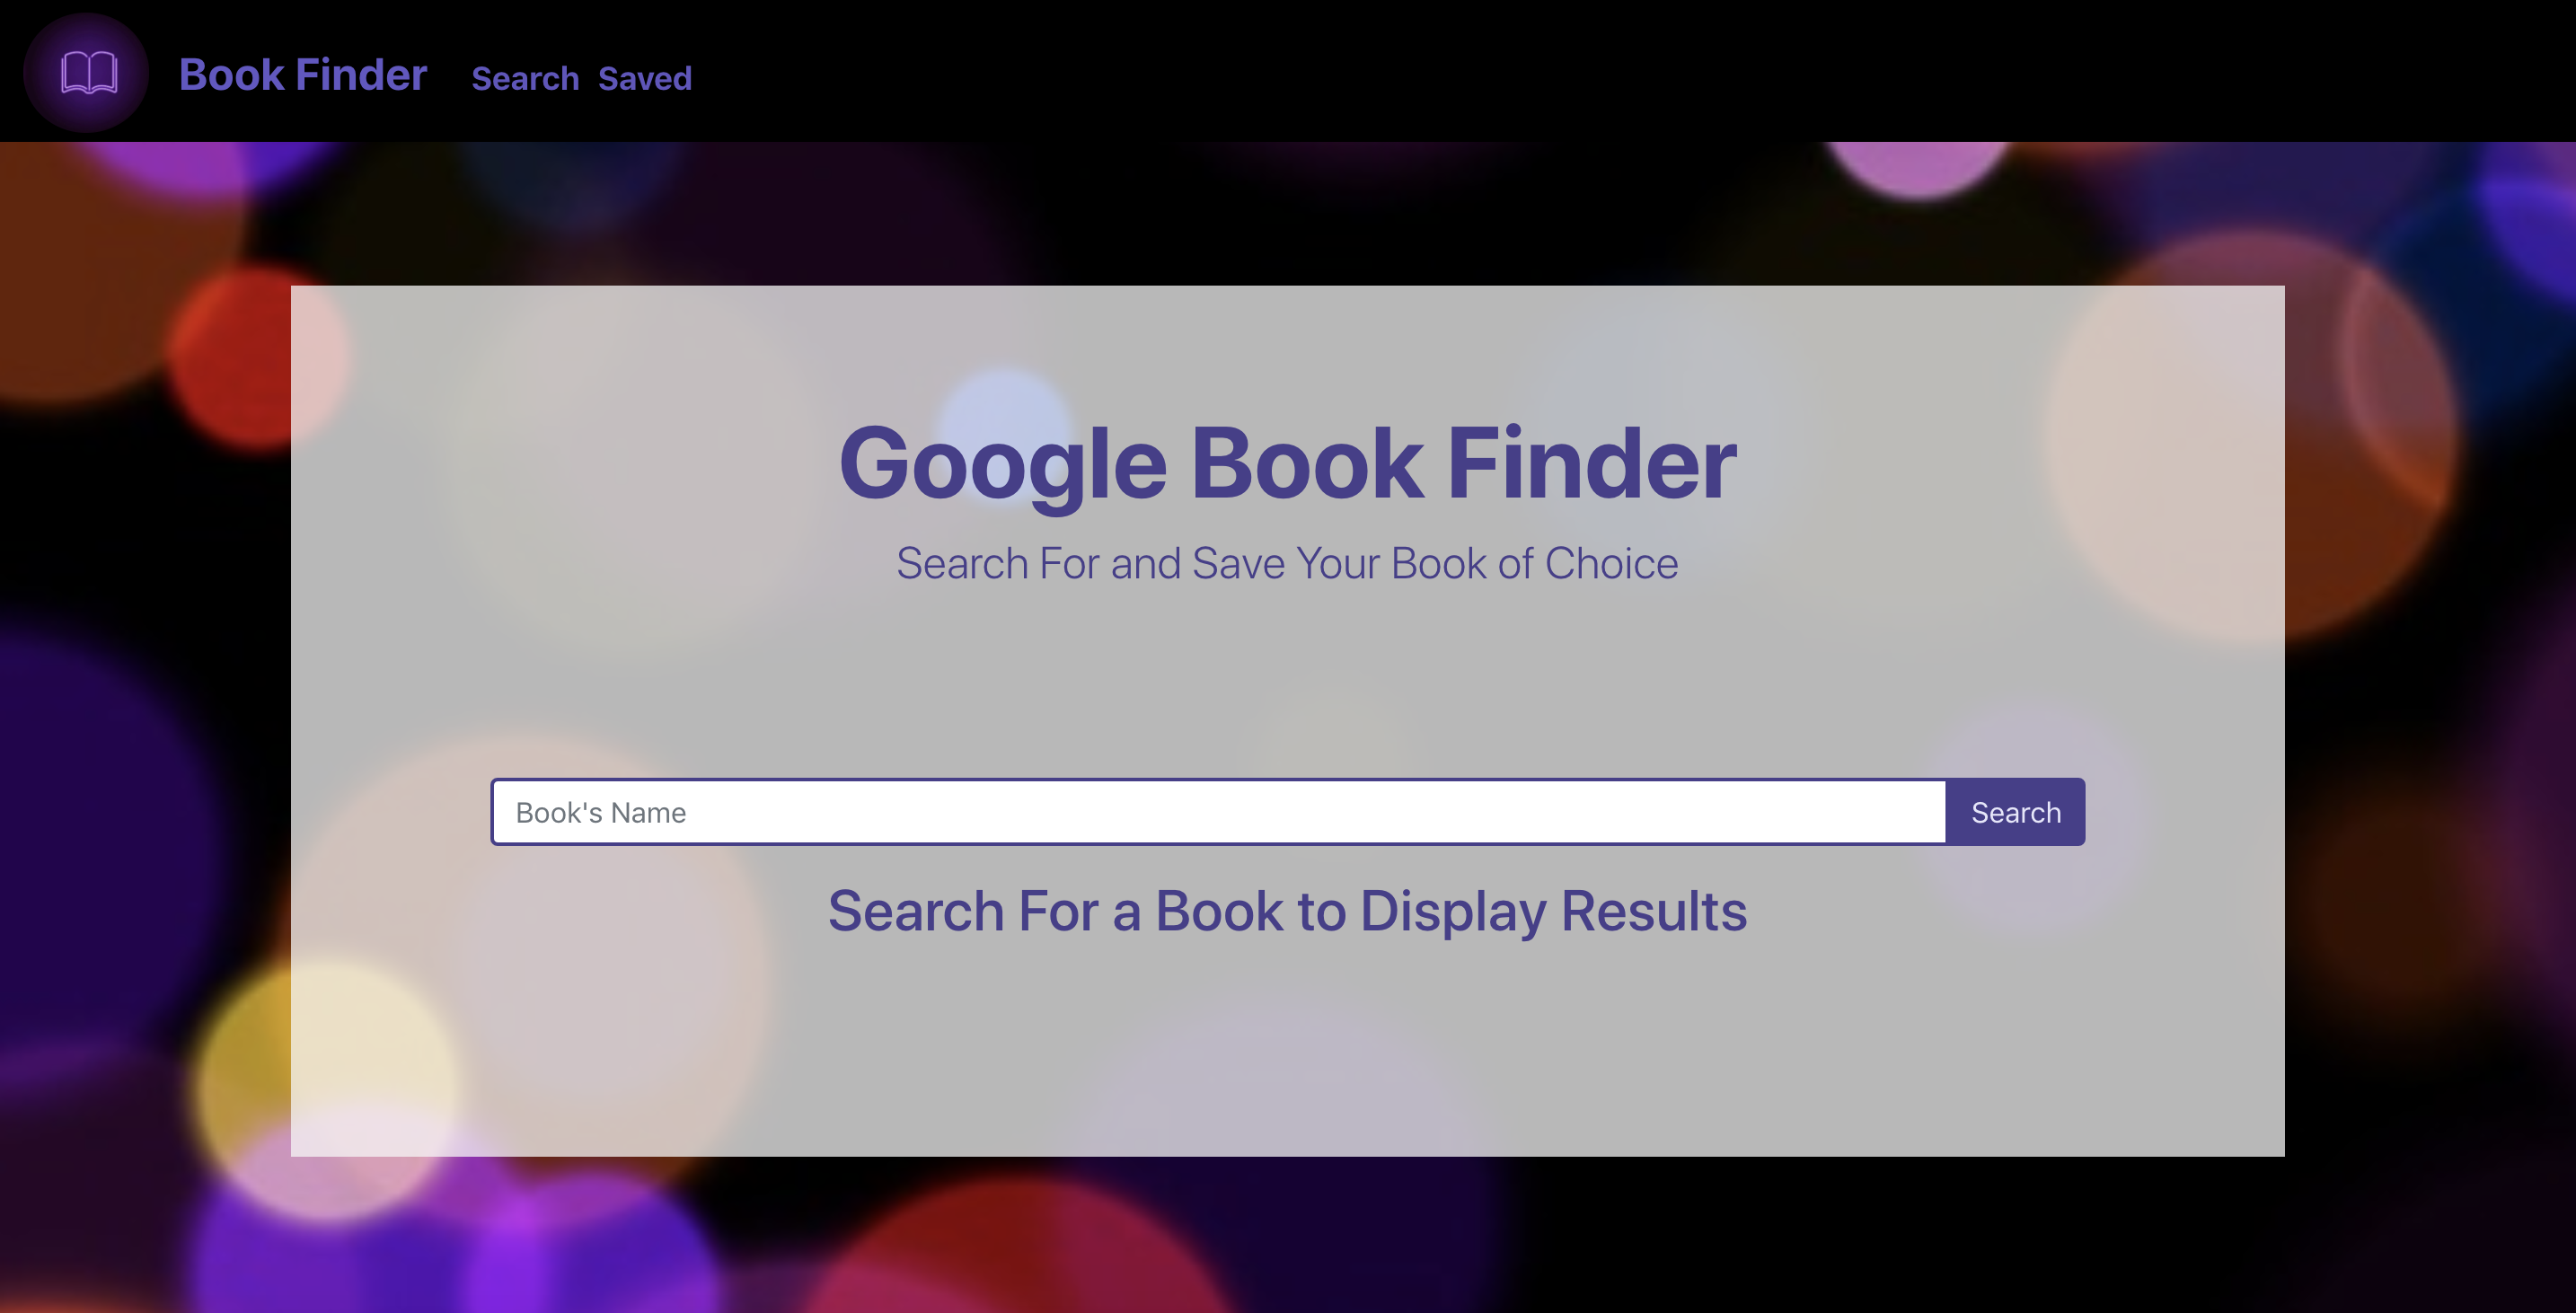 Book Finder Search Saved
Google Book Finder
Search For and Save Your Book of Choice
Book's Name Search
Search For a Book to Display Results